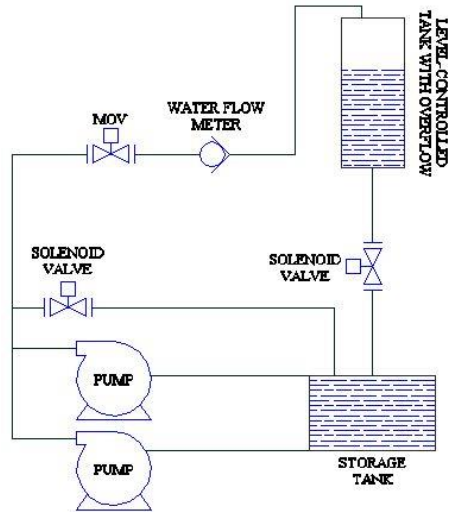 LEVEL-CONTROLLED
TANK WITH OVERFLOW
WATER FLOW
METER
MOV
SOLENOID
VALVE
SOLENOID
VALVE
PUMP
PUMP
STORAGE
TANK